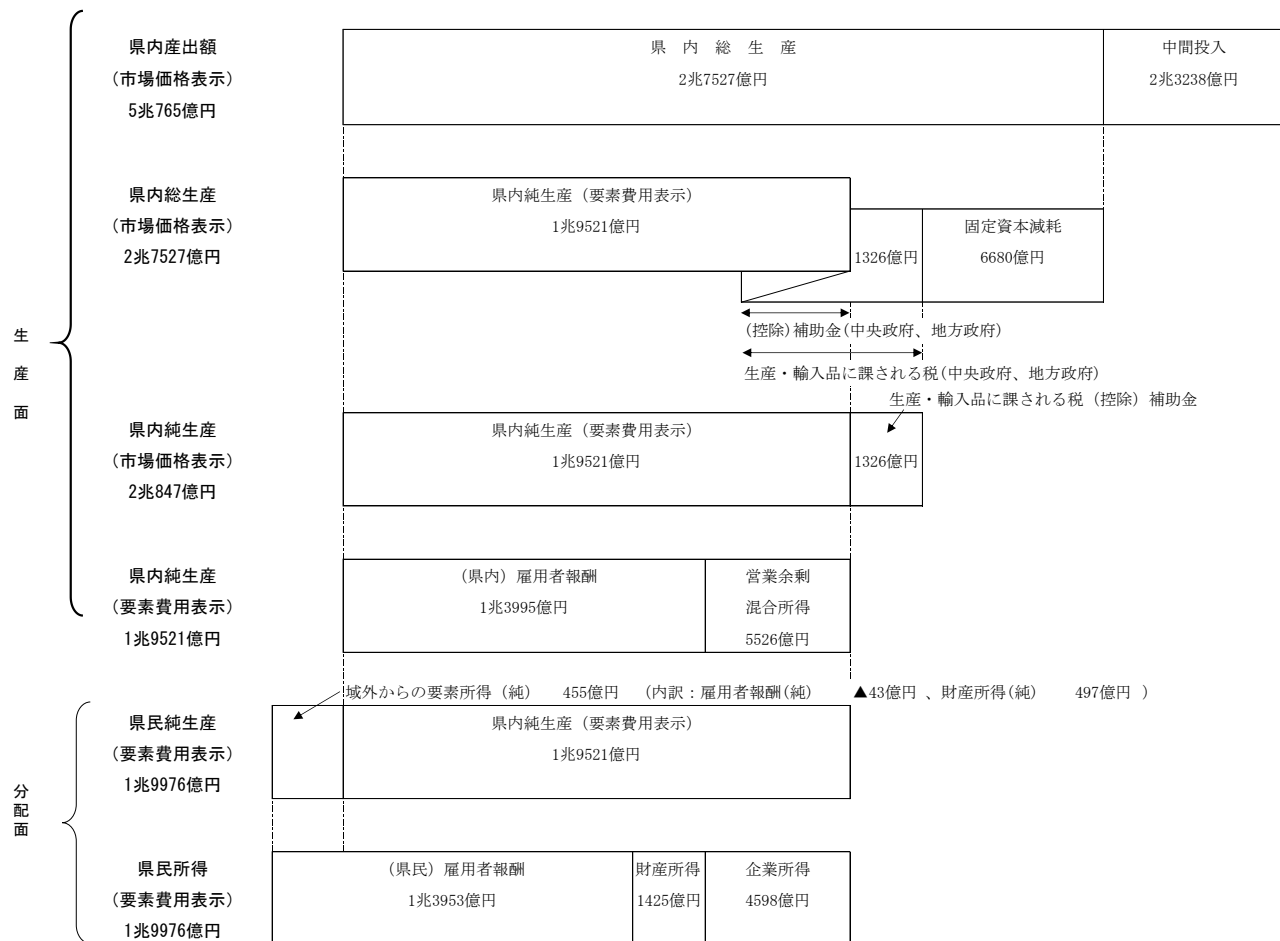 県内産出額
(市場価格表示)
5兆765億円
県 内 総 生 産
2兆7527億円
中間投入
2兆3238億円
県内総生産
(市場価格表示)
2兆7527億円
県内純生産（要素費用表示）
1兆9521億円
1326億円
固定資本減耗
6680億円
(控除)補助金(中央政府、地方政府)
生産・輸入品に課される税(中央政府、地方政府)
生産・輸入品に課される税（控除）補助金
生産面
県内純生産
(市場価格表示)
2兆847億円
県内純生産（要素費用表示）
1兆9521億円
1326億円
県内純生産
(要素費用表示)
1兆9521億円
(県内）雇用者報酬
1兆3995億円
営業余剰
混合所得
5526億円
域外からの要素所得（純） 455億円 （内訳：雇用者報酬(純) ▲43億円 、財産所得(純) 497億円 ）
県民純生産
(要素費用表示)
1兆9976億円
県内純生産（要素費用表示）
1兆9521億円
分配面
県民所得
(要素費用表示)
1兆9976億円
(県民）雇用者報酬
1兆3953億円
財産所得
1425億円
企業所得
4598億円